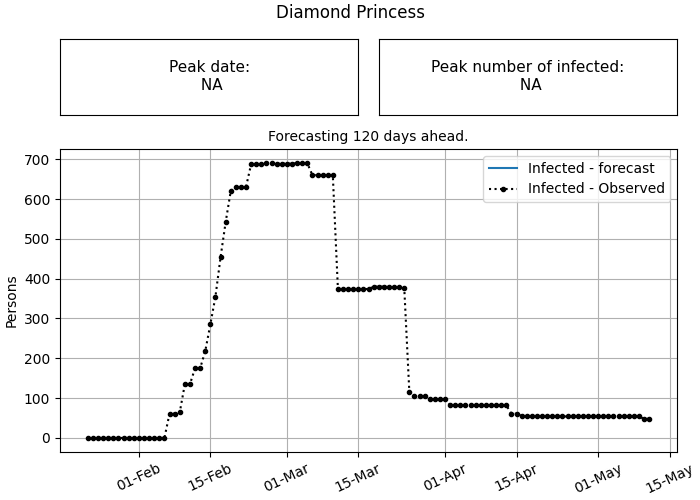 Diamond Princess
Peak date:
NA
Peak number of infected:
NA
Forecasting 120 days ahead.
Infected - forecast
Infected - Observed
Persons
700
600
500
400
300
200
100
0
01-Feb
15-Feb
01-Mar
15-Mar
01-Apr
15-Apr
01-May
15-May